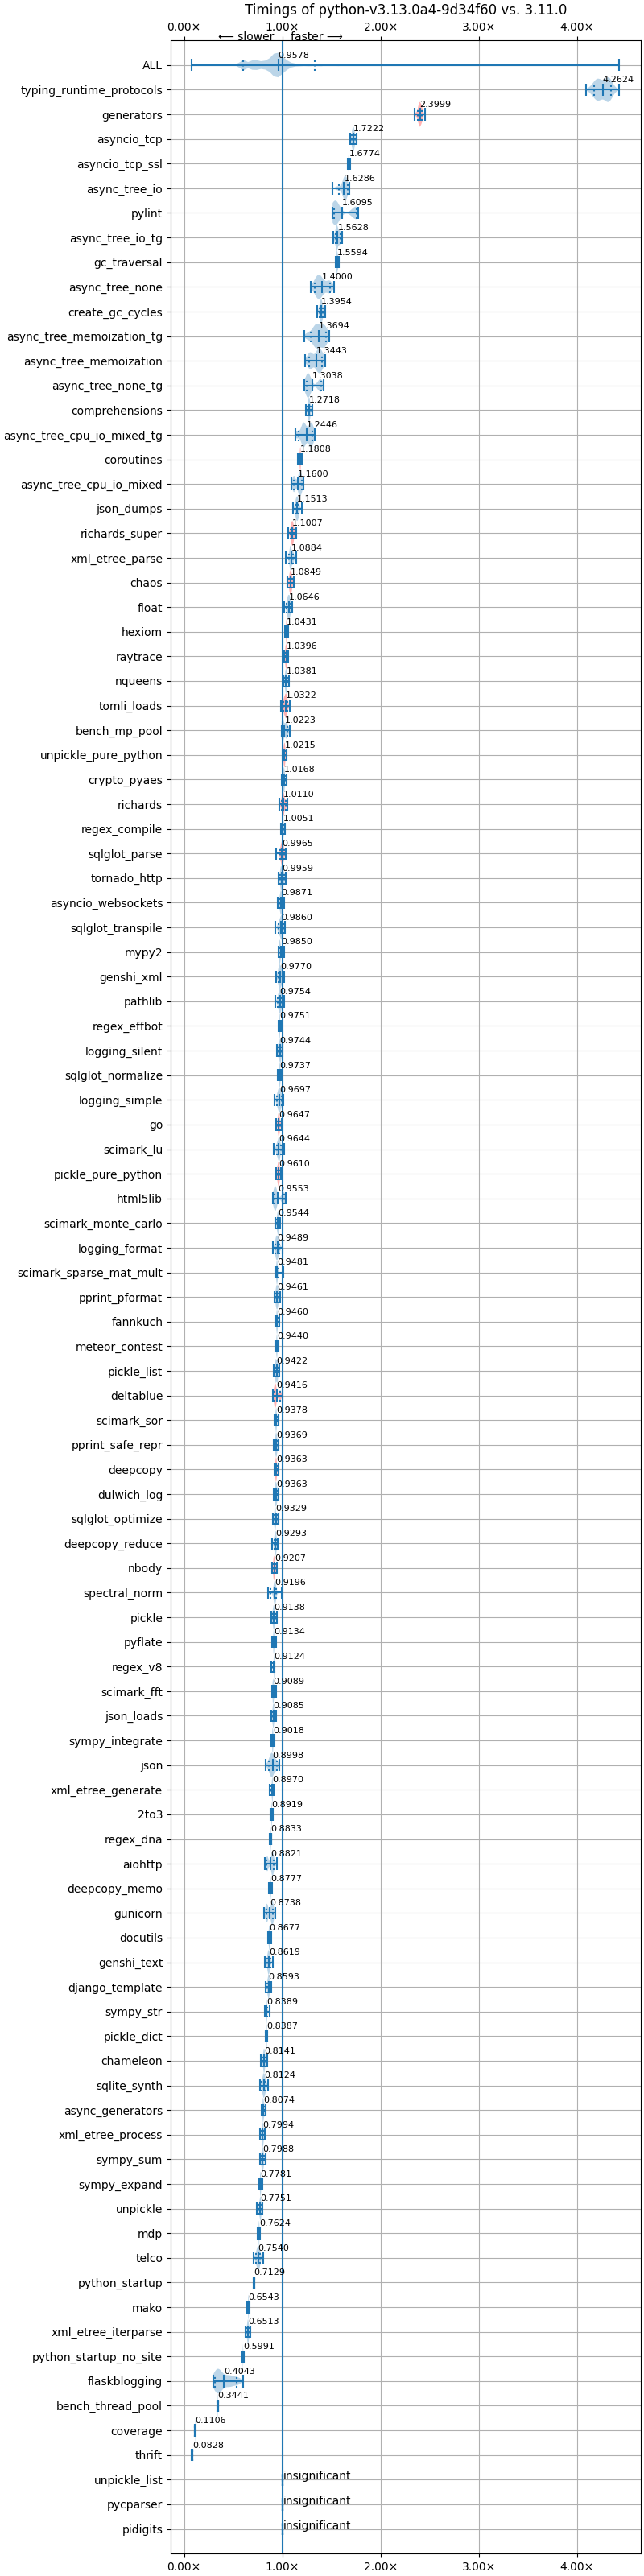 Timings of python-v3.13.0a4-9d34f60 vs. 3.11.0
0.00× 1.00× 2.00× 3.00× 4.00×
⟵ slower faster ⟶
ALL 0.9578
typing_runtime_protocols 4.2624
generators 2.3999
asyncio_tcp 1.7222
asyncio_tcp_ssl 1.6774
async_tree_io 1.6286
pylint 1.6095
async_tree_io_tg 1.5628
gc_traversal 1.5594
async_tree_none 1.4000
create_gc_cycles 1.3954
async_tree_memoization_tg 1.3694
async_tree_memoization 1.3443
async_tree_none_tg 1.3038
comprehensions 1.2718
async_tree_cpu_io_mixed_tg 1.2446
coroutines 1.1808
async_tree_cpu_io_mixed 1.1600
json_dumps 1.1513
richards_super 1.1007
xml_etree_parse 1.0884
chaos 1.0849
float 1.0646
hexiom 1.0431
raytrace 1.0396
nqueens 1.0381
tomli_loads 1.0322
bench_mp_pool 1.0223
unpickle_pure_python 1.0215
crypto_pyaes 1.0168
richards 1.0110
regex_compile 1.0051
sqlglot_parse 0.9965
tornado_http 0.9959
asyncio_websockets 0.9871
sqlglot_transpile 0.9860
mypy2 0.9850
genshi_xml 0.9770
pathlib 0.9754
regex_effbot 0.9751
logging_silent 0.9744
sqlglot_normalize 0.9737
logging_simple 0.9697
go 0.9647
scimark_lu 0.9644
pickle_pure_python 0.9610
html5lib 0.9553
scimark_monte_carlo 0.9544
logging_format 0.9489
scimark_sparse_mat_mult 0.9481
pprint_pformat 0.9461
fannkuch 0.9460
meteor_contest 0.9440
pickle_list 0.9422
deltablue 0.9416
scimark_sor 0.9378
pprint_safe_repr 0.9369
deepcopy 0.9363
dulwich_log 0.9363
sqlglot_optimize 0.9329
deepcopy_reduce 0.9293
nbody 0.9207
spectral_norm 0.9196
pickle 0.9138
pyflate 0.9134
regex_v8 0.9124
scimark_fft 0.9089
json_loads 0.9085
sympy_integrate 0.9018
json 0.8998
xml_etree_generate 0.8970
2to3 0.8919
regex_dna 0.8833
aiohttp 0.8821
deepcopy_memo 0.8777
gunicorn 0.8738
docutils 0.8677
genshi_text 0.8619
django_template 0.8593
sympy_str 0.8389
pickle_dict 0.8387
chameleon 0.8141
sqlite_synth 0.8124
async_generators 0.8074
xml_etree_process 0.7994
sympy_sum 0.7988
sympy_expand 0.7781
unpickle 0.7751
mdp 0.7624
telco 0.7540
python_startup 0.7129
mako 0.6543
xml_etree_iterparse 0.6513
python_startup_no_site 0.5991
flaskblogging 0.4043
bench_thread_pool 0.3441
coverage 0.1106
thrift 0.0828
unpickle_list insignificant
pycparser insignificant
pidigits insignificant
0.00× 1.00× 2.00× 3.00× 4.00×